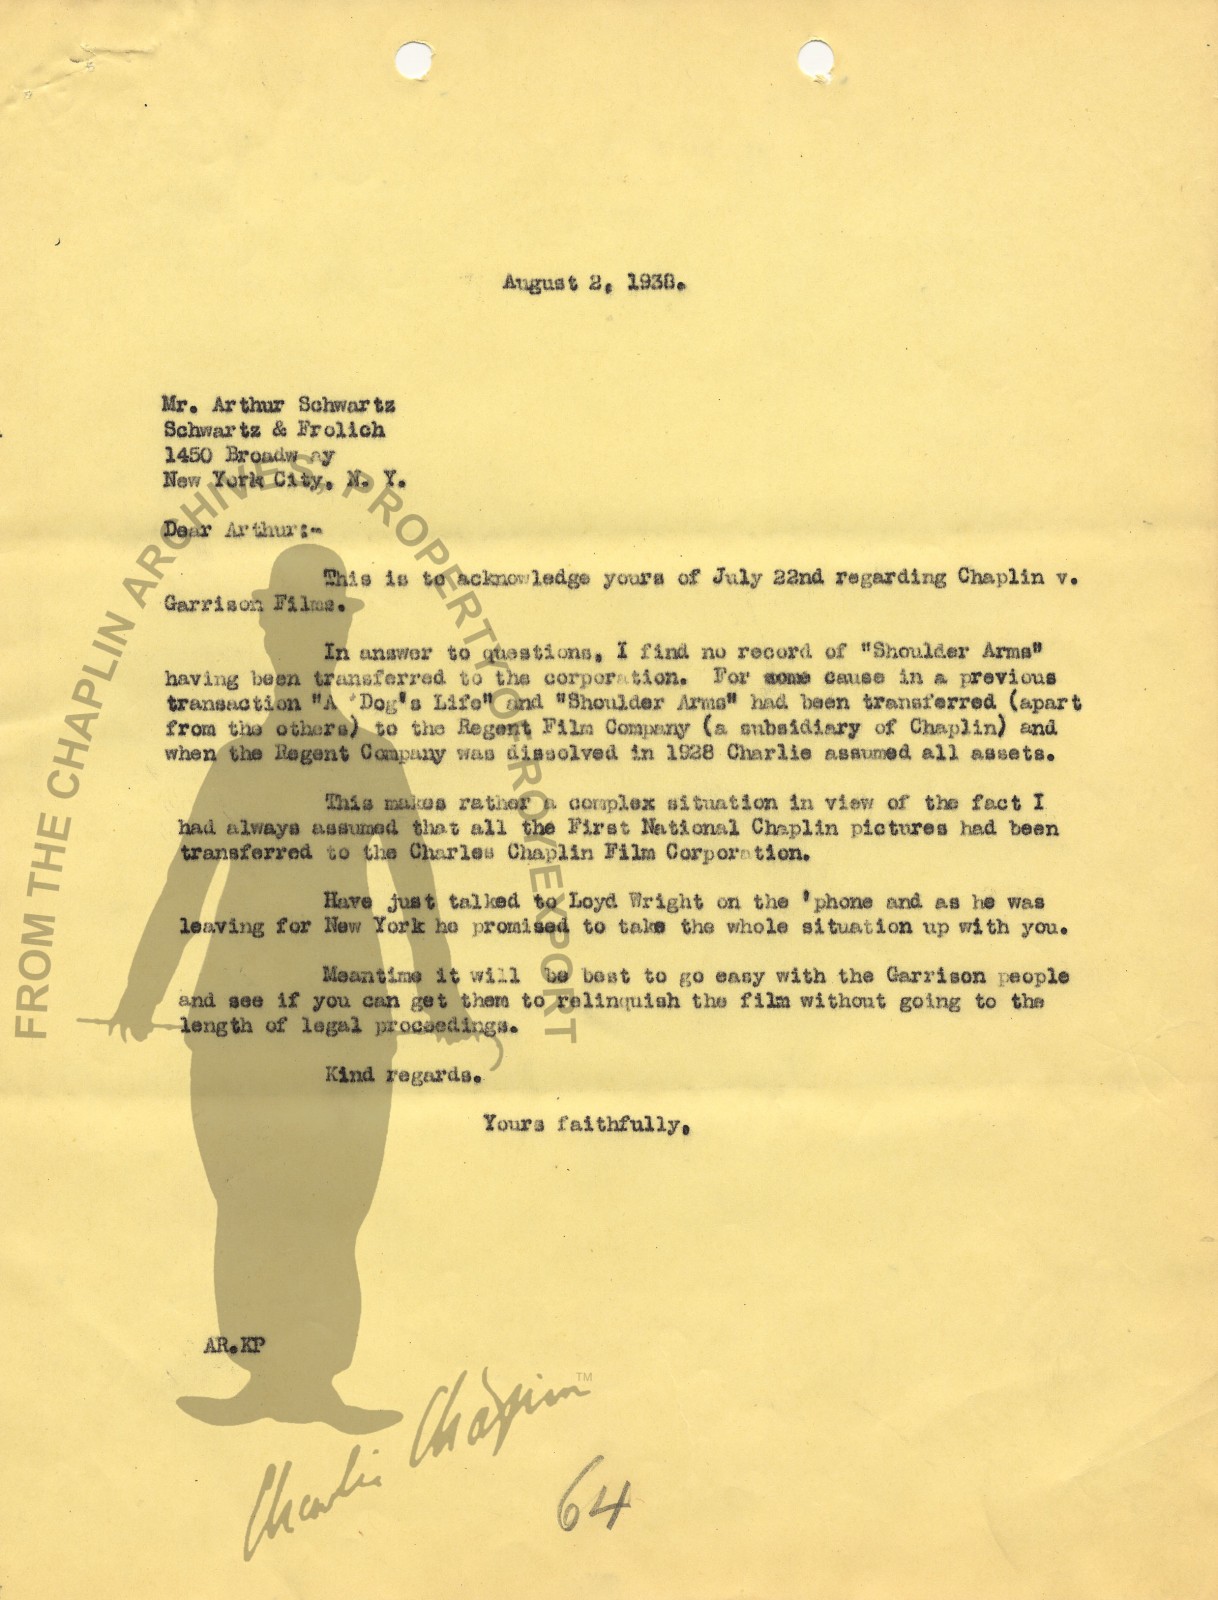 August 2, 1938.
Mr. Arthur Schwartz
Schwartz & Frolich
1450 Broadw ay
New York City, N. Y.
Dear Arthur:-
This is to acknowledge yours of July 22nd regarding Chaplin v.
Garrison Films.
In answer to questions, I find no record of "Shoulder Arms"
having been transferred to the corporation. For some cause in a previous
transaction "A 'Dog's Life" and "Shoulder Arms" had been transferred (apart
from the others) to the Regent Film Company (a subsidiary of Chaplin) and
when the Regent Company was dissolved in 1928 Charlie assumed all assets.
This makes rather a complex situation in view of the fact I
had always assumed that all the First National Chaplin pictures had been
transferred to the Charles Chaplin Film Corporation.
Have just talked to Loyd Wright on the 'phone and as he was
leaving for New York he promised to take the whole situation up with you.
Meantime it will be best to go easy with the Garrison people
and see if you can get them to relinquish the film without going to the
length of legal proceedings.
Kind regards.
Yours faithfully,
AR.KP
64
FROM THE CHAPLIN ARCHIVES, PROPERTY OF ROY EXPORT
Charlie Chaplin™